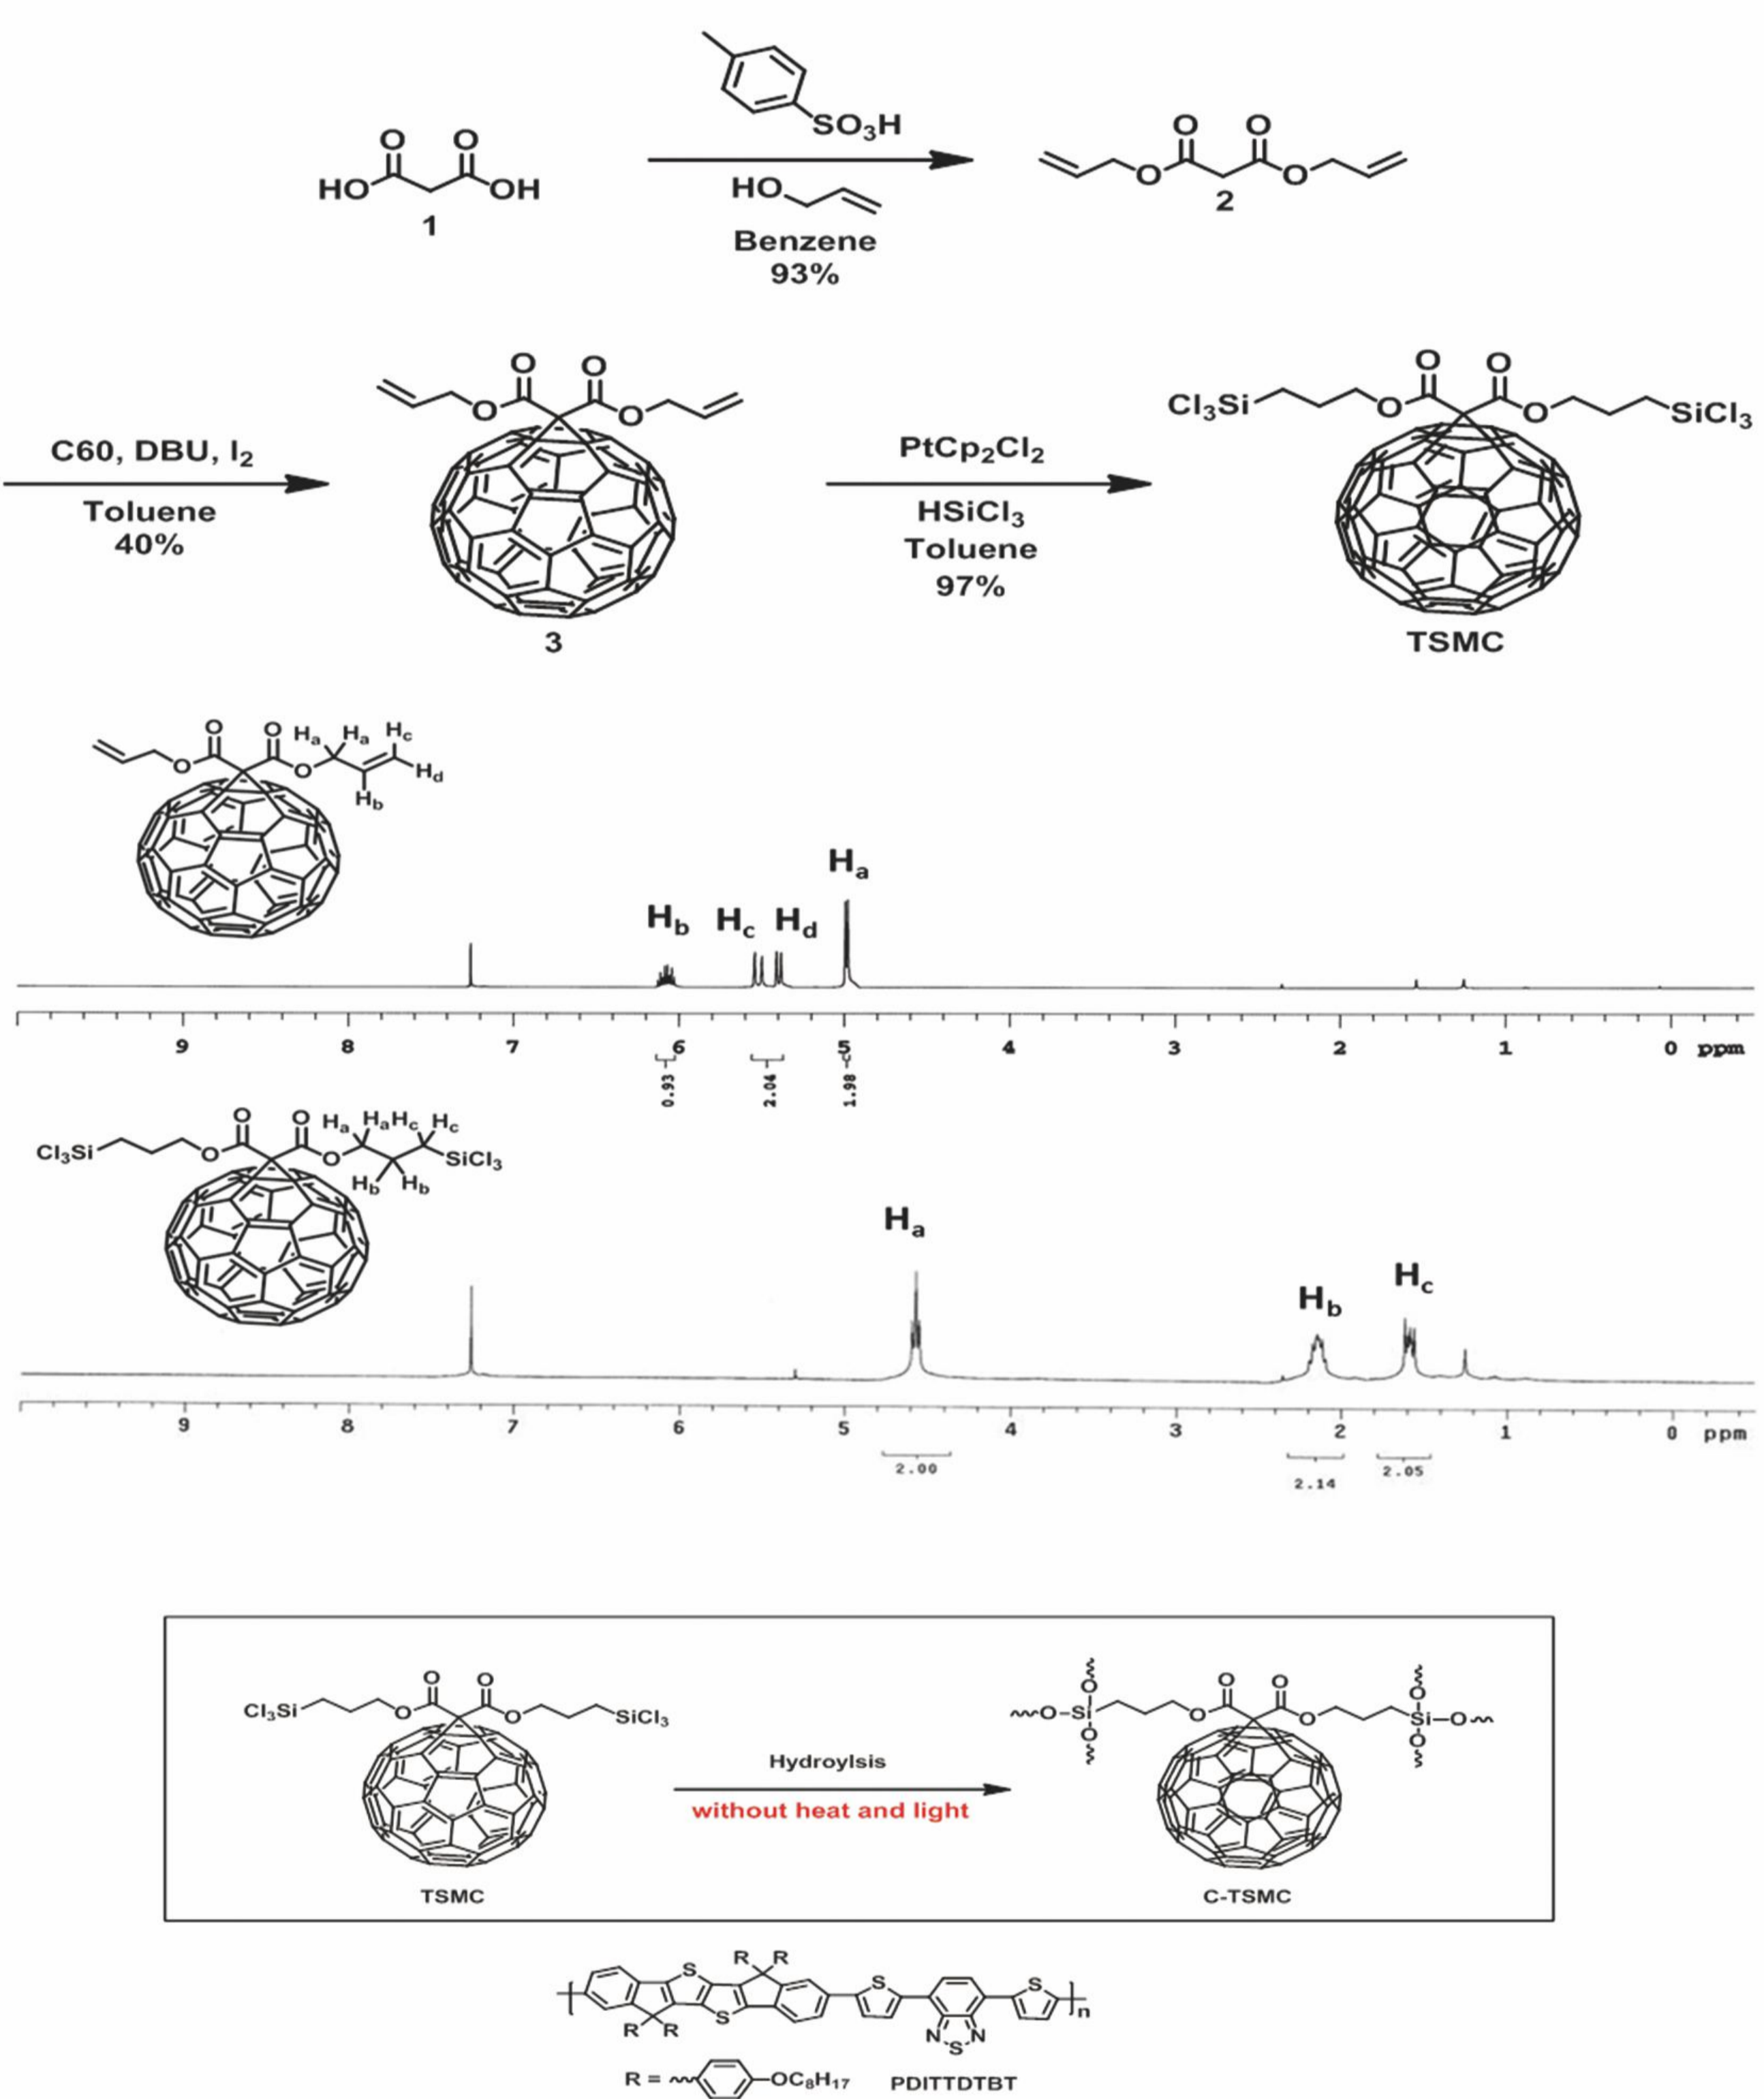 SO3H
O O
HO OH
1
HO
Benzene
93%
O O
O O
2
C60, DBU, I2
Toluene
40%
O O
O O
3
PtCp2Cl2
HSiCl3
Toluene
97%
O O
Cl3Si O O SiCl3
TSMC
O O Ha Ha Hc
O O Hd
Hb
Ha
Hb Hc Hd
9 8 7 6 5 4 3 2 1 0 ppm
0.93 2.04 1.98
O O Ha Ha Hc Hc
Cl3Si O O SiCl3
Hb Hb
Ha
Hb Hc
9 8 7 6 5 4 3 2 1 0 ppm
2.00 2.14 2.05
O O
Cl3Si O O SiCl3
TSMC
Hydroylsis
without heat and light
O O O O
O Si O O Si O
O O
C-TSMC
R R
S S S
S
R R
N N
S
n
R = OC8H17 PDITTDTBT